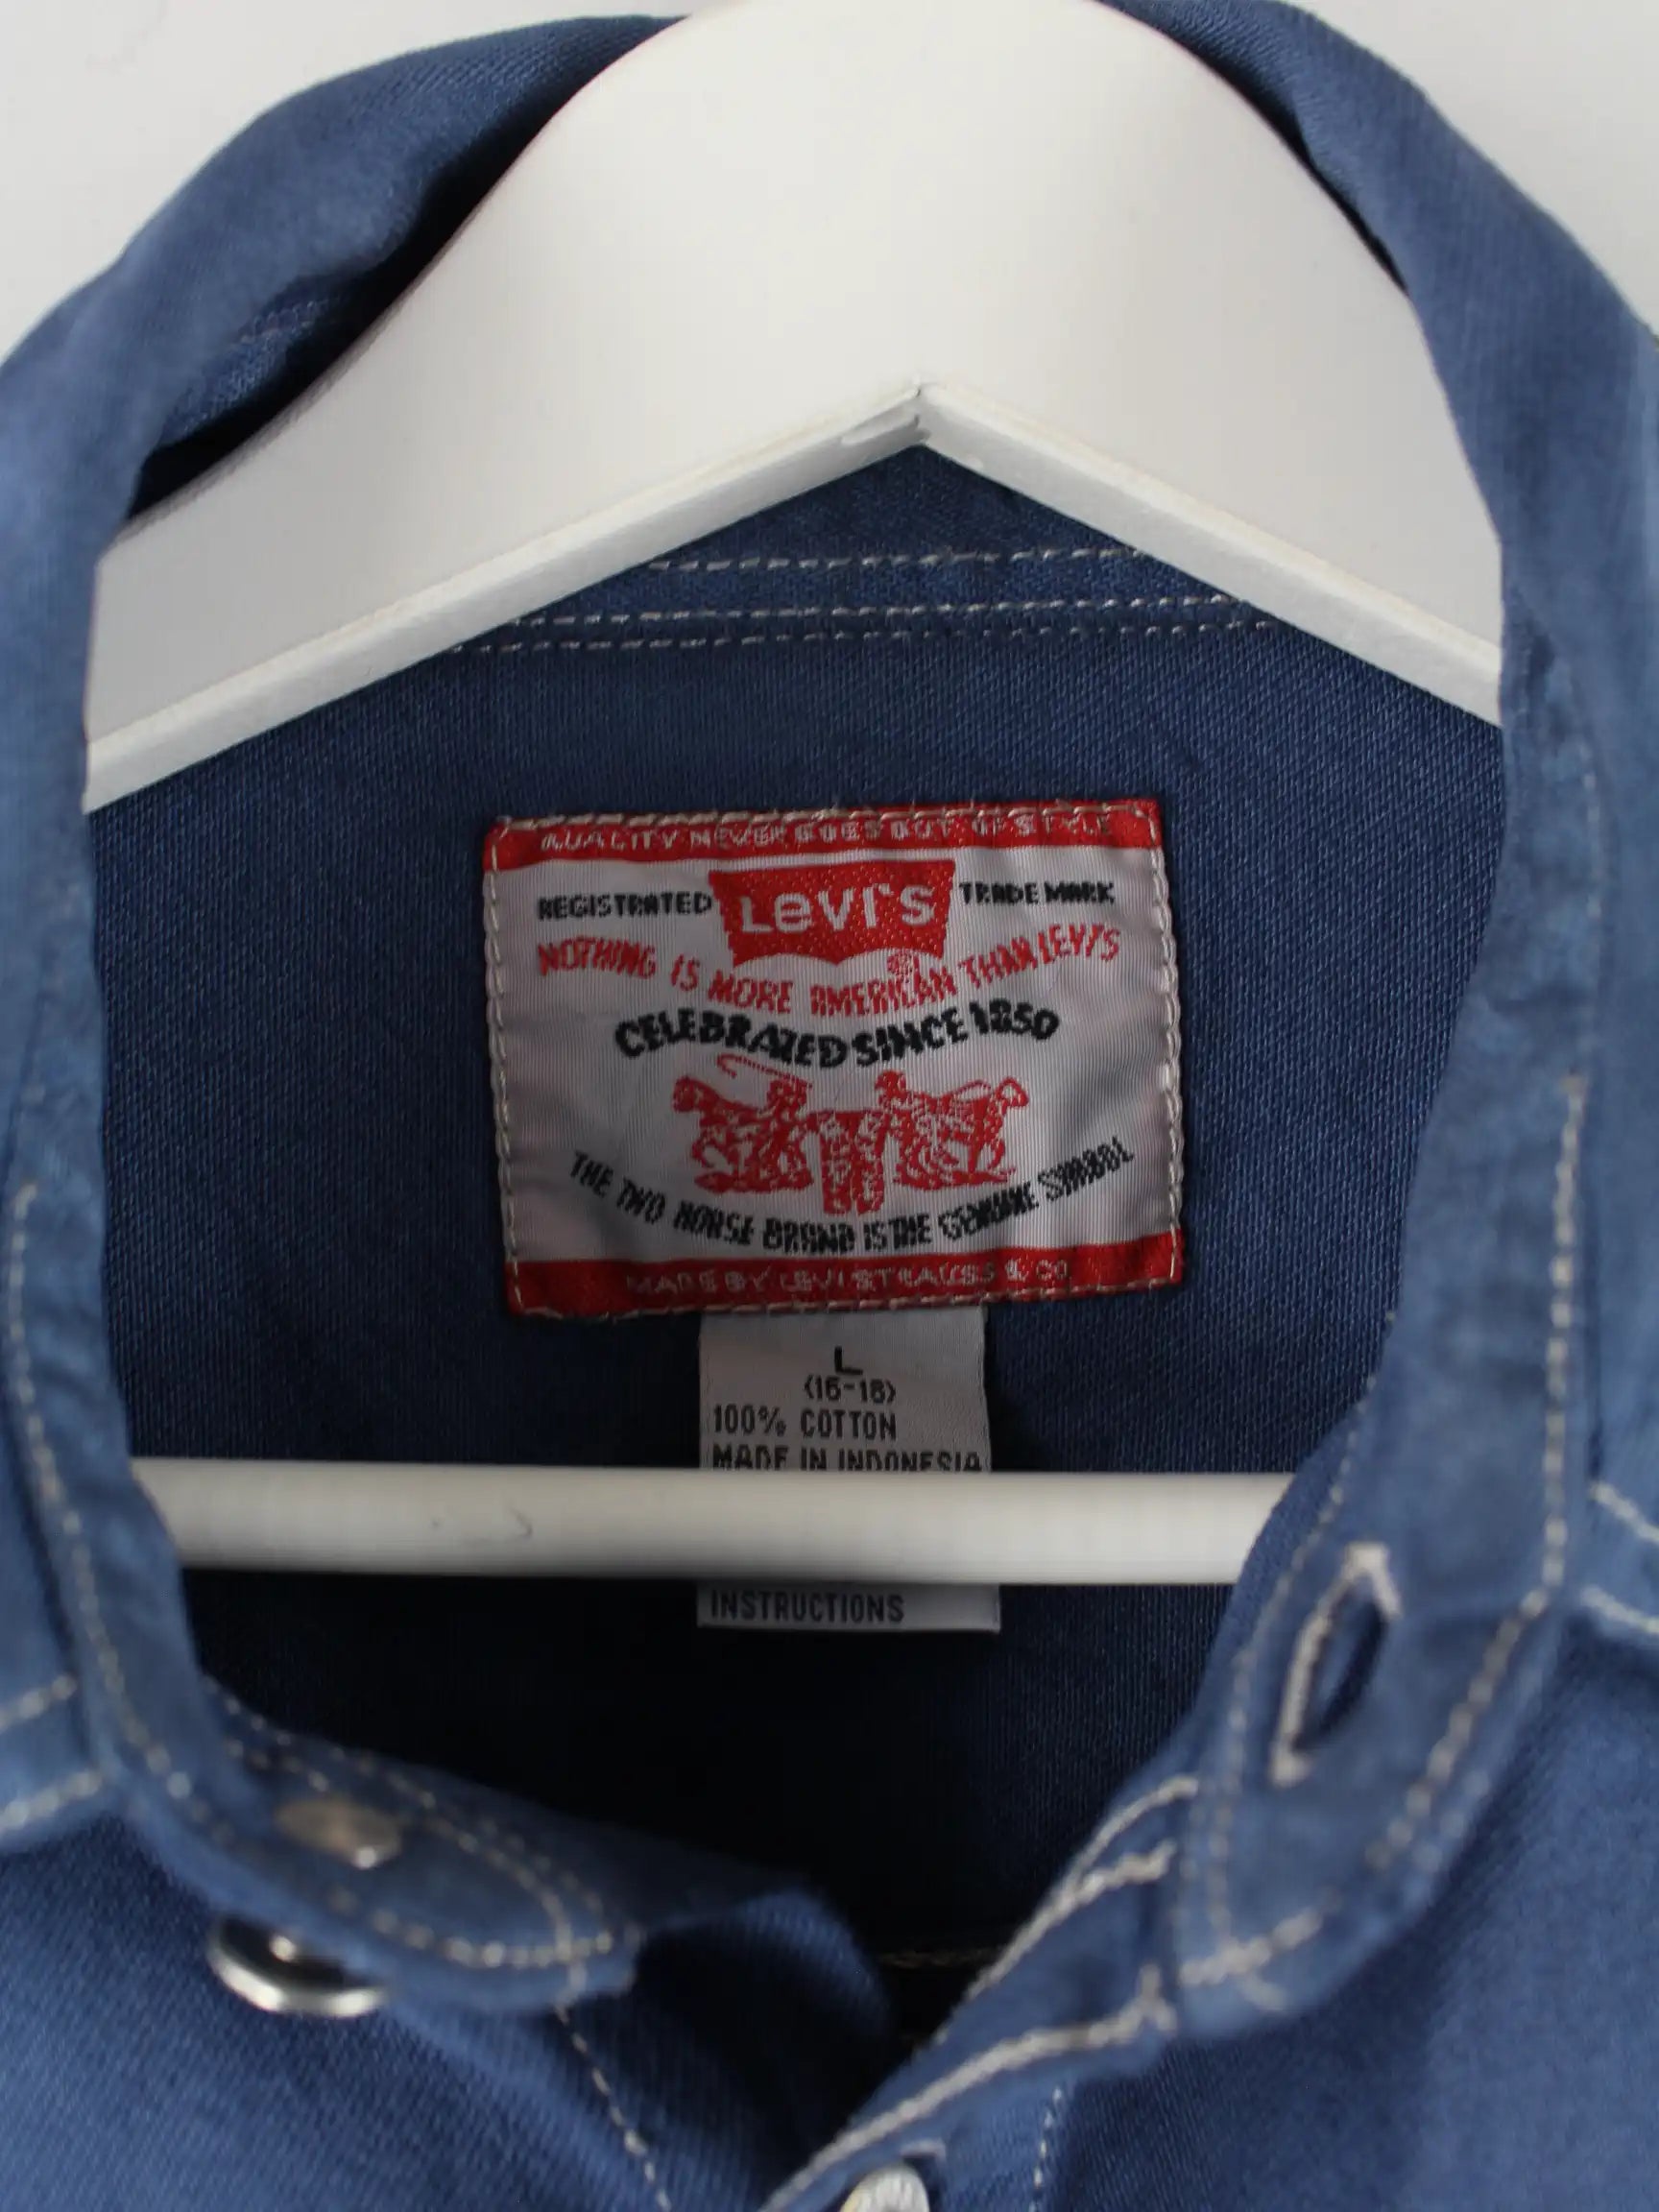 QUALITY NEVER GOES OUT OF STYLE
REGISTRATED Levi's TRADE MARK
NOTHING IS MORE AMERICAN THAN LEVI'S
CELEBRATED SINCE 1850
THE TWO HORSE BRAND IS THE GENUINE SYMBOL
MADE BY LEVI STRAUSS & CO
L
(16-18)
100% COTTON
MADE IN INDONESIA
INSTRUCTIONS